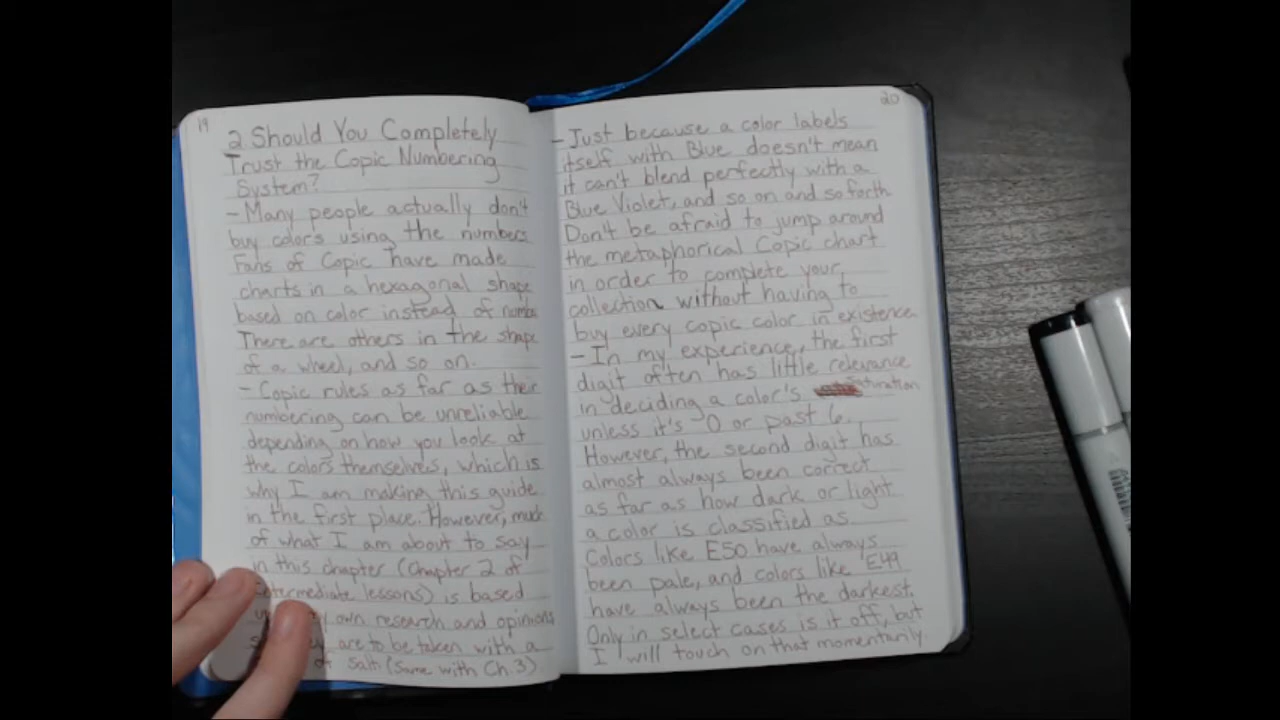 19
2 Should You Completely
Trust the Copic Numbering
System?
- Many people actually don't
buy colors using the numbers
Fans of Copic have made
charts in a hexagonal shape
based on color instead of
There are others in the shape
of a wheel, and so on.
- Copic rules as far as their
numbering can be unreliable
depending on how you look at
the colors themselves, which is
why I am making this guide
in the first place. However, much
of what I am about to say
in this chapter (Chapter 2 of
lessons) is based
own research and opinions
are to be taken with a
of salt. (Same with Ch.3)
20
- Just because a color labels
itself with Blue doesn't mean
it can't blend perfectly with a
Blue Violet, and so on and so forth
Don't be afraid to jump around
the metaphorical Copic chart
in order to complete your
collection without having to
buy every copic color in existence.
- In my experience, the first
digit often has little relevance
in deciding a color's saturation
unless it's 0 or past 6.
However, the second digit has
almost always been correct
as far as how dark or light
a color is classified as.
Colors like E50 have always
been pale, and colors like E49
have always been the darkest.
Only in select cases is it off, but
I will touch on that momentarily